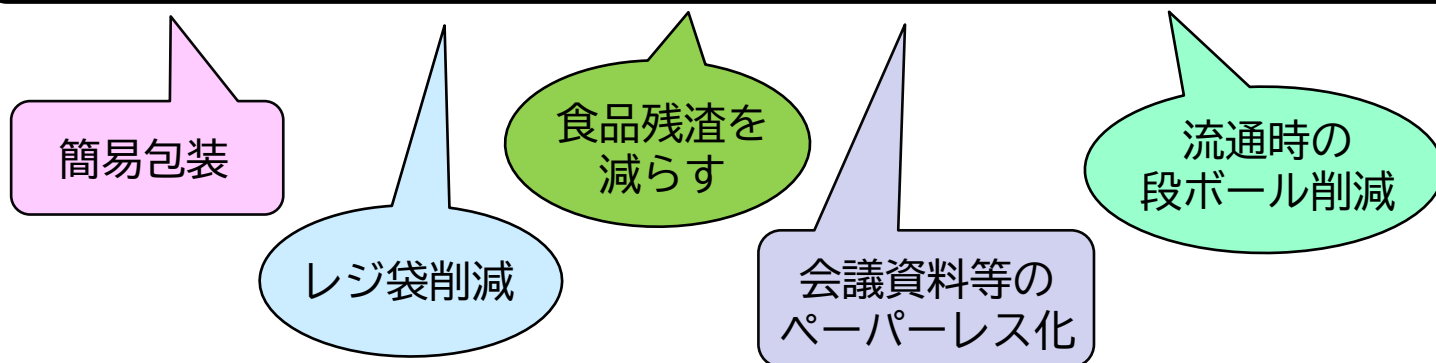 簡易包装
レジ袋削減
食品残渣を
減らす
会議資料等の
ペーパーレス化
流通時の
段ボール削減